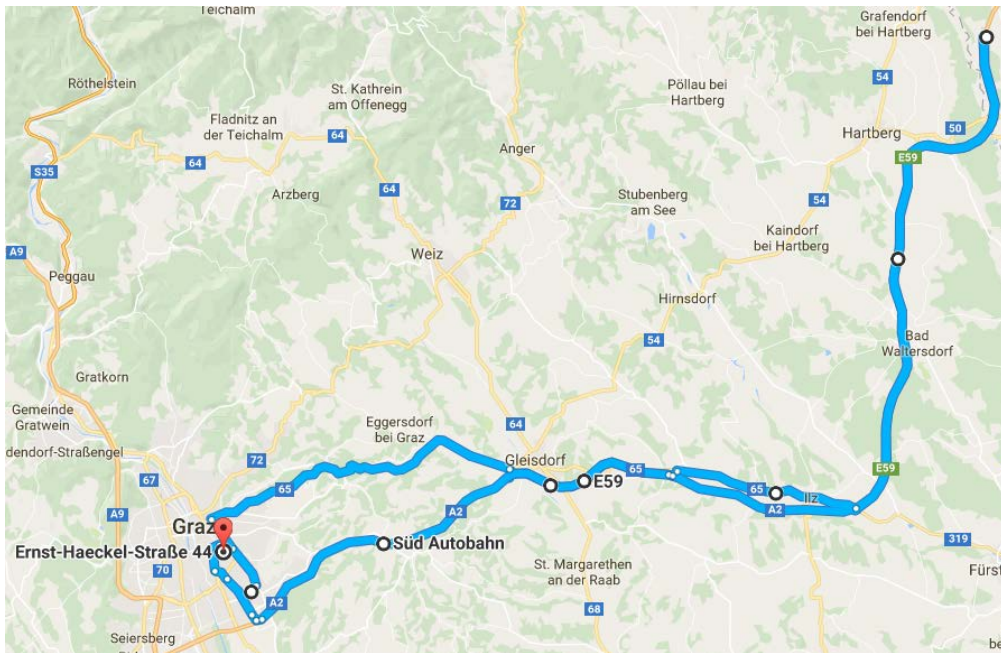 Teichalm
Grafendorf
bei Hartberg
Röthelstein
St. Kathrein
am Offenegg
Pöllau bei
Hartberg
54
Fladnitz an
der Teichalm
64
Hartberg
50
Anger
E59
S35
64
Arzberg
64
72
Stubenberg
am See
54
A9
Kaindorf
bei Hartberg
Peggau
Weiz
Hirnsdorf
Bad
Waltersdorf
54
Gratkorn
Gemeinde
Gratwein
Eggersdorf
bei Graz
64
dendorf-Straßengel
72
Gleisdorf
67
65
E59
65
65
E59
Ilz
A2
A2
A9
Graz
Süd Autobahn
Ernst-Haeckel-Straße 44
319
70
St. Margarethen
an der Raab
Fürst
A2
68
Seiersberg
be